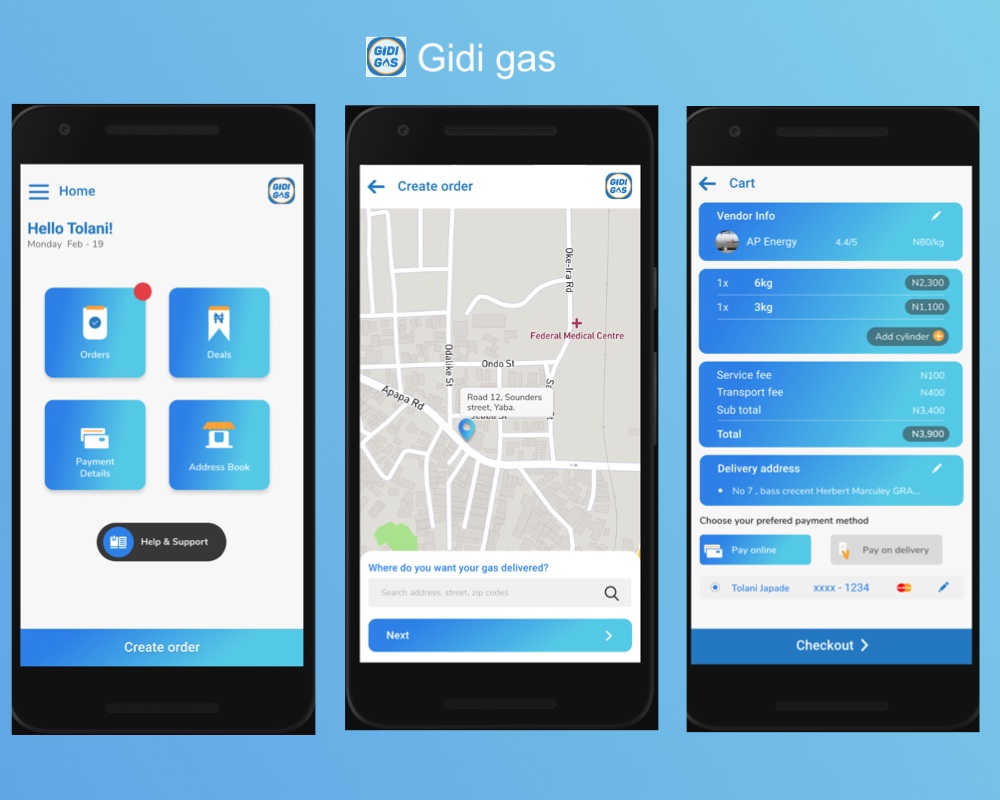 GIDI
GAS
Gidi gas
Home
GIDI
GAS
Hello Tolani!
Monday Feb - 19
Orders
₦
Deals
Payment
Details
Address Book
Help & Support
Create order
Create order
GIDI
GAS
Oke-Ira Rd
Federal Medical Centre
Odalike St
Ondo St
Apapa Rd
Road 12, Sounders
street, Yaba.
Where do you want your gas delivered?
Search address, street, zip codes
Next
Cart
Vendor Info
AP Energy 4.4/5 N80/kg
1x 6kg N2,300
1x 3kg N1,100
Add cylinder
Service fee N100
Transport fee N400
Sub total N3,400
Total N3,900
Delivery address
No 7 , bass crecent Herbert Marculey GRA...
Choose your prefered payment method
Pay online
Pay on delivery
Tolani Japade xxxx - 1234
Checkout